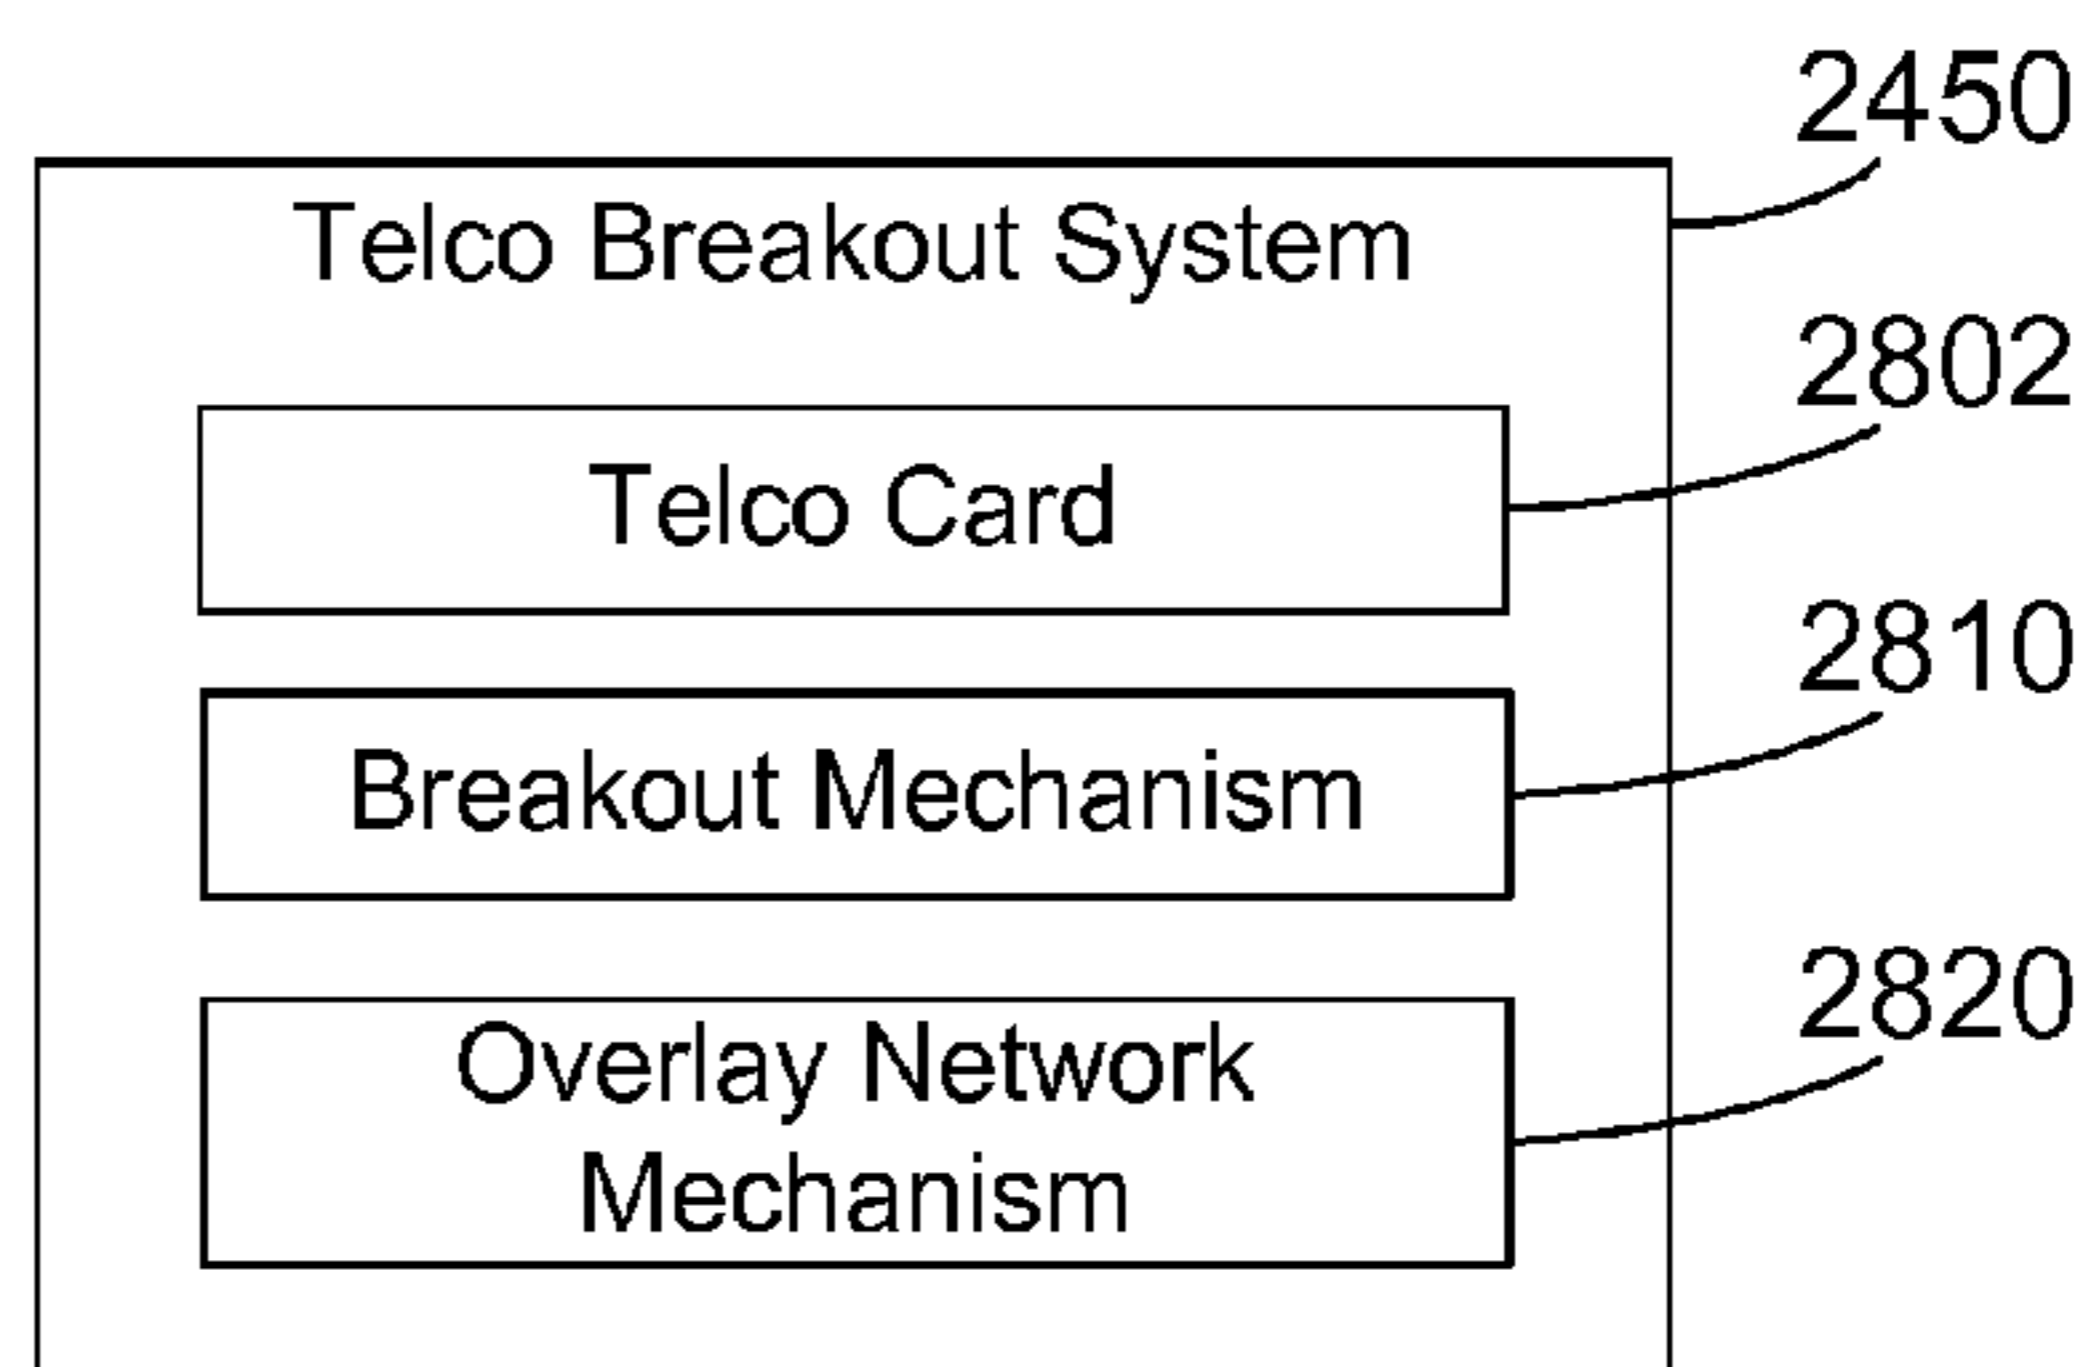 2450
Telco Breakout System
2802
Telco Card
2810
Breakout Mechanism
2820
Overlay Network
Mechanism